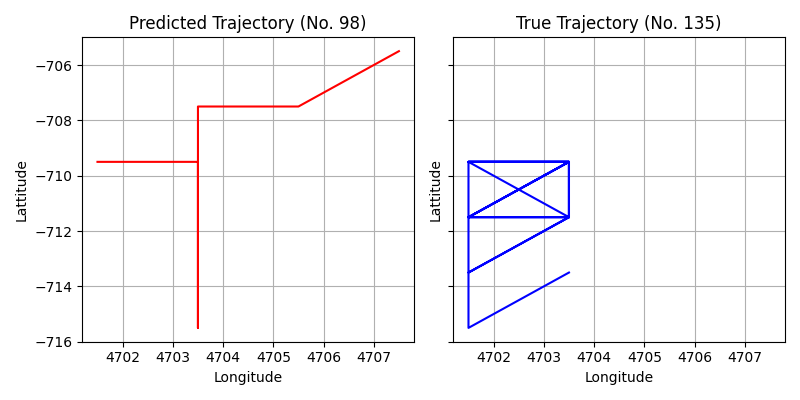 Predicted Trajectory (No. 98)
Lattitude
−706
−708
−710
−712
−714
−716
4702 4703 4704 4705 4706 4707
Longitude
True Trajectory (No. 135)
Lattitude
4702 4703 4704 4705 4706 4707
Longitude